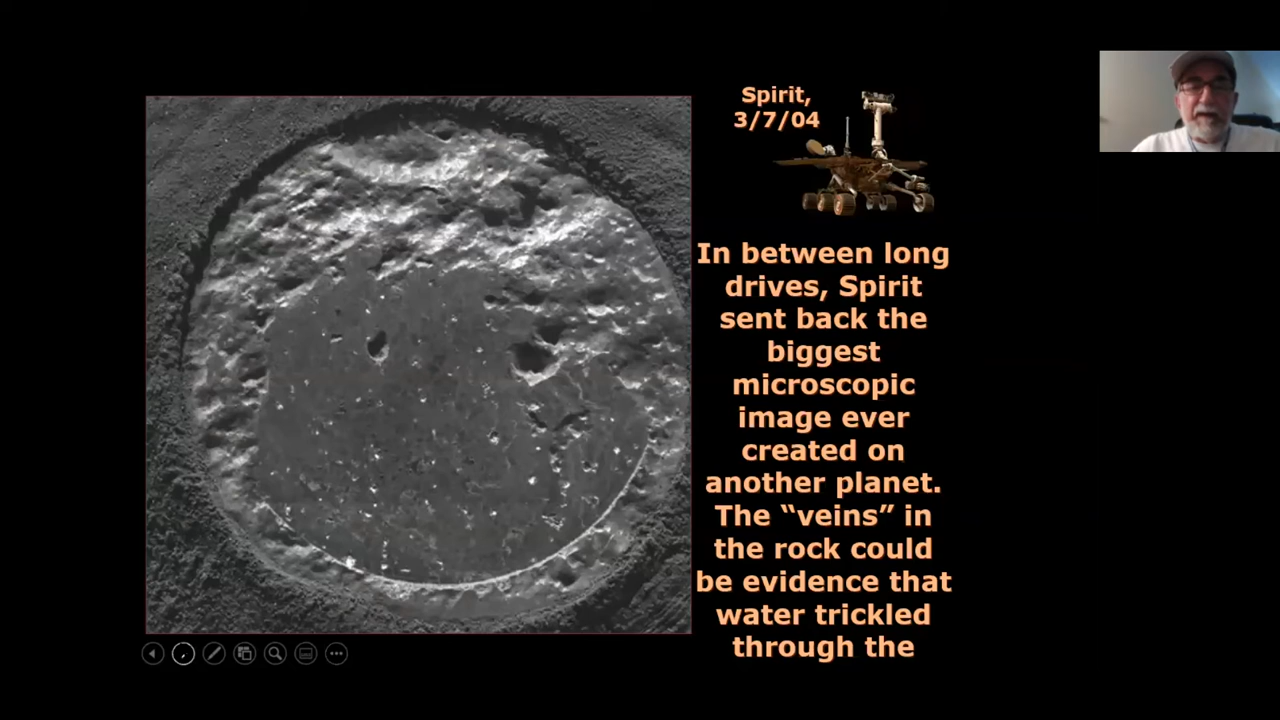 Spirit,
3/7/04
In between long
drives, Spirit
sent back the
biggest
microscopic
image ever
created on
another planet.
The “veins” in
the rock could
be evidence that
water trickled
through the